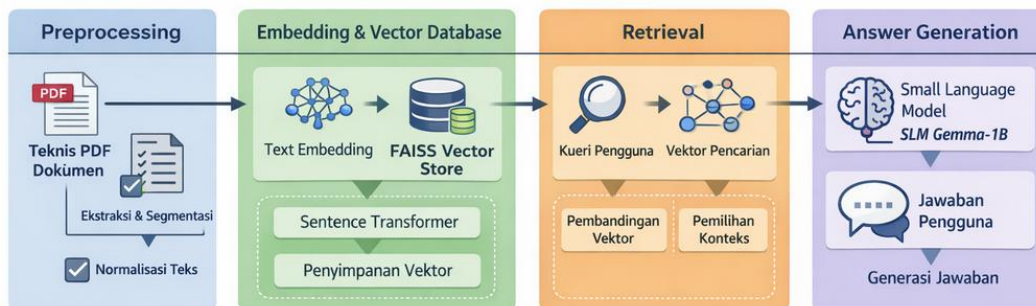 Preprocessing
PDF
Teknis PDF
Dokumen
Ekstraksi & Segmentasi
Normalisasi Teks
Embedding & Vector Database
Text Embedding
FAISS Vector
Store
Sentence Transformer
Penyimpanan Vektor
Retrieval
Kueri Pengguna
Vektor Pencarian
Pembandingan
Vektor
Pemilihan
Konteks
Answer Generation
Small Language
Model
SLM Gemma-1B
Jawaban
Pengguna
Generasi Jawaban